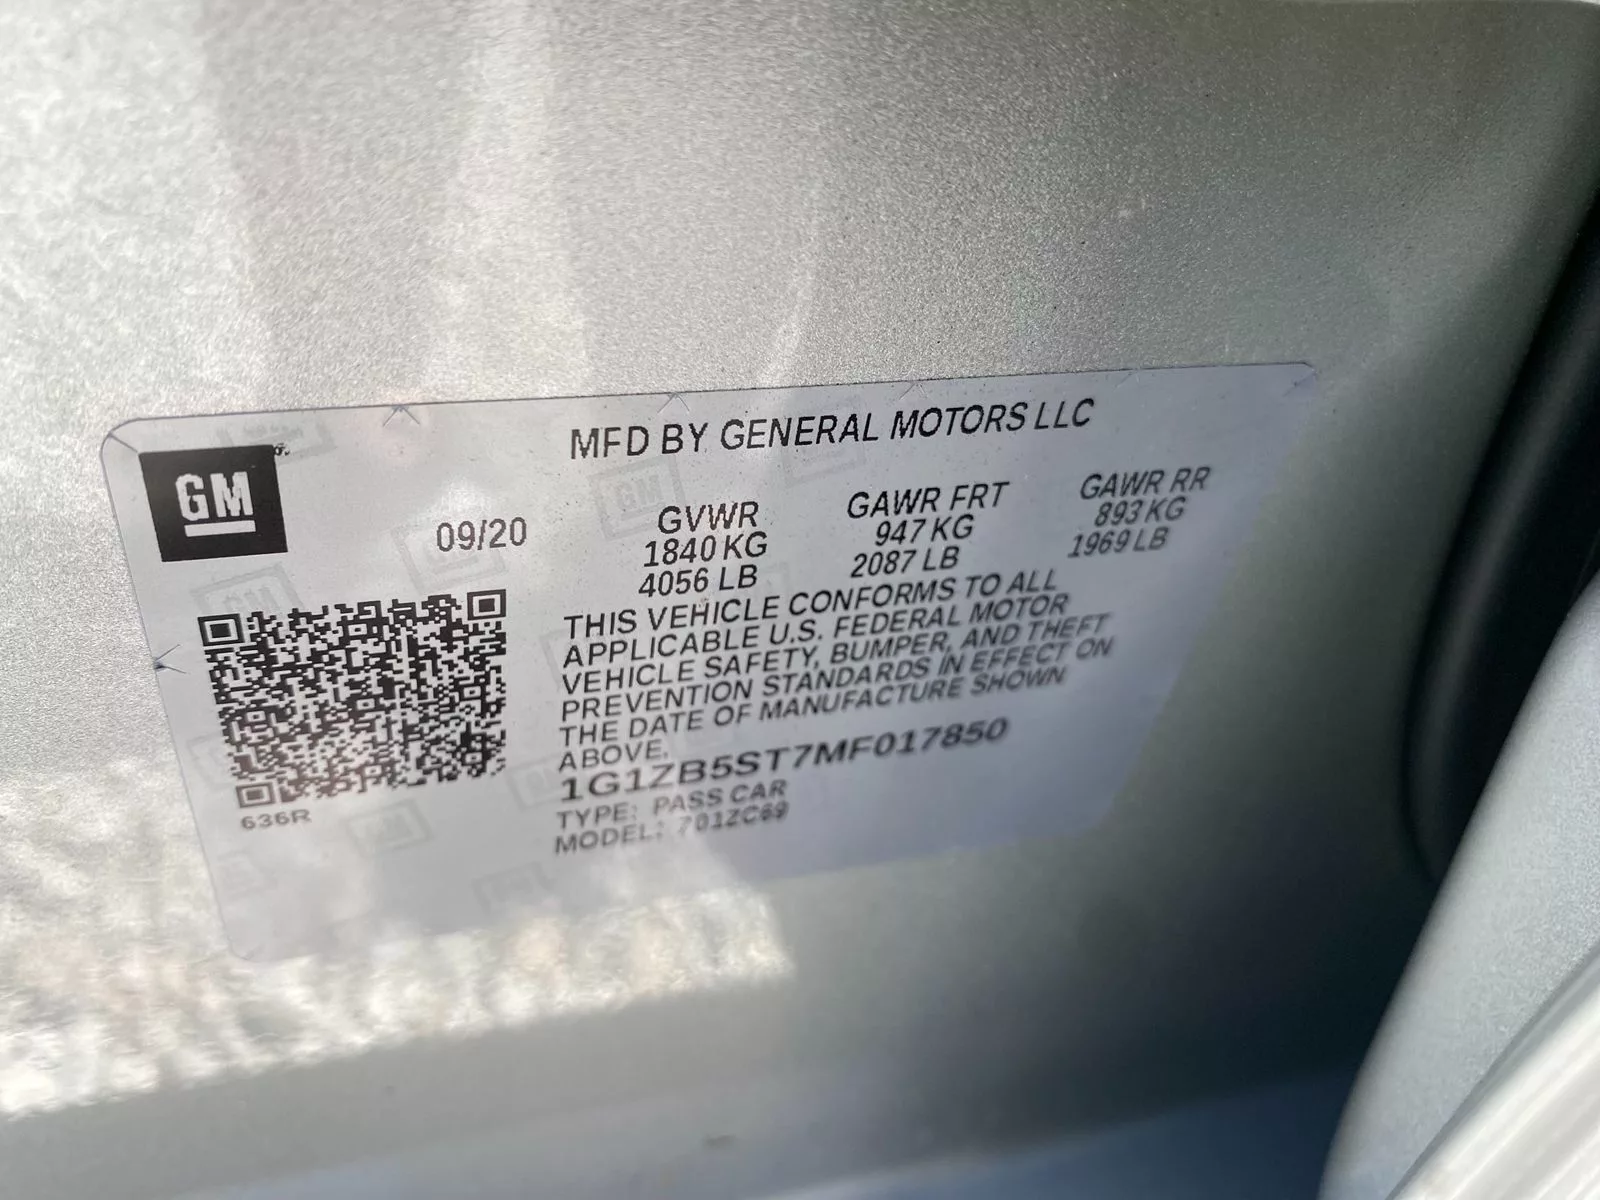 MFD BY GENERAL MOTORS LLC
GM
09/20
GVWR
1840 KG
4056 LB
GAWR FRT
947 KG
2087 LB
GAWR RR
893 KG
1969 LB
THIS VEHICLE CONFORMS TO ALL
APPLICABLE U.S. FEDERAL MOTOR
VEHICLE SAFETY, BUMPER, AND THEFT
PREVENTION STANDARDS IN EFFECT ON
THE DATE OF MANUFACTURE SHOWN
ABOVE.
1G1ZB5ST7MF017850
TYPE: PASS CAR
MODEL: 701ZC69
636R